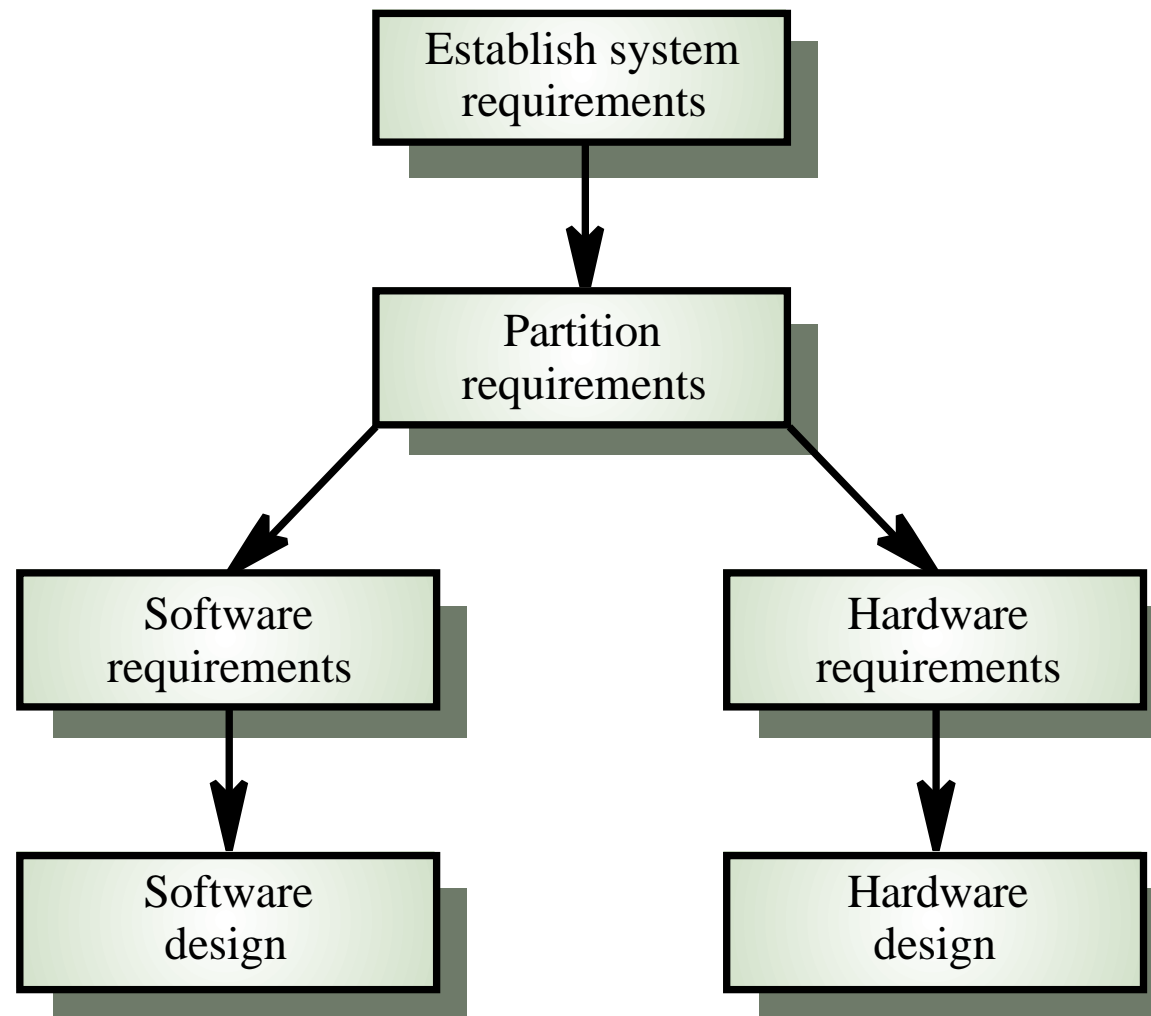 Establish system
requirements
Partition
requirements
Software
requirements
Hardware
requirements
Software
design
Hardware
design